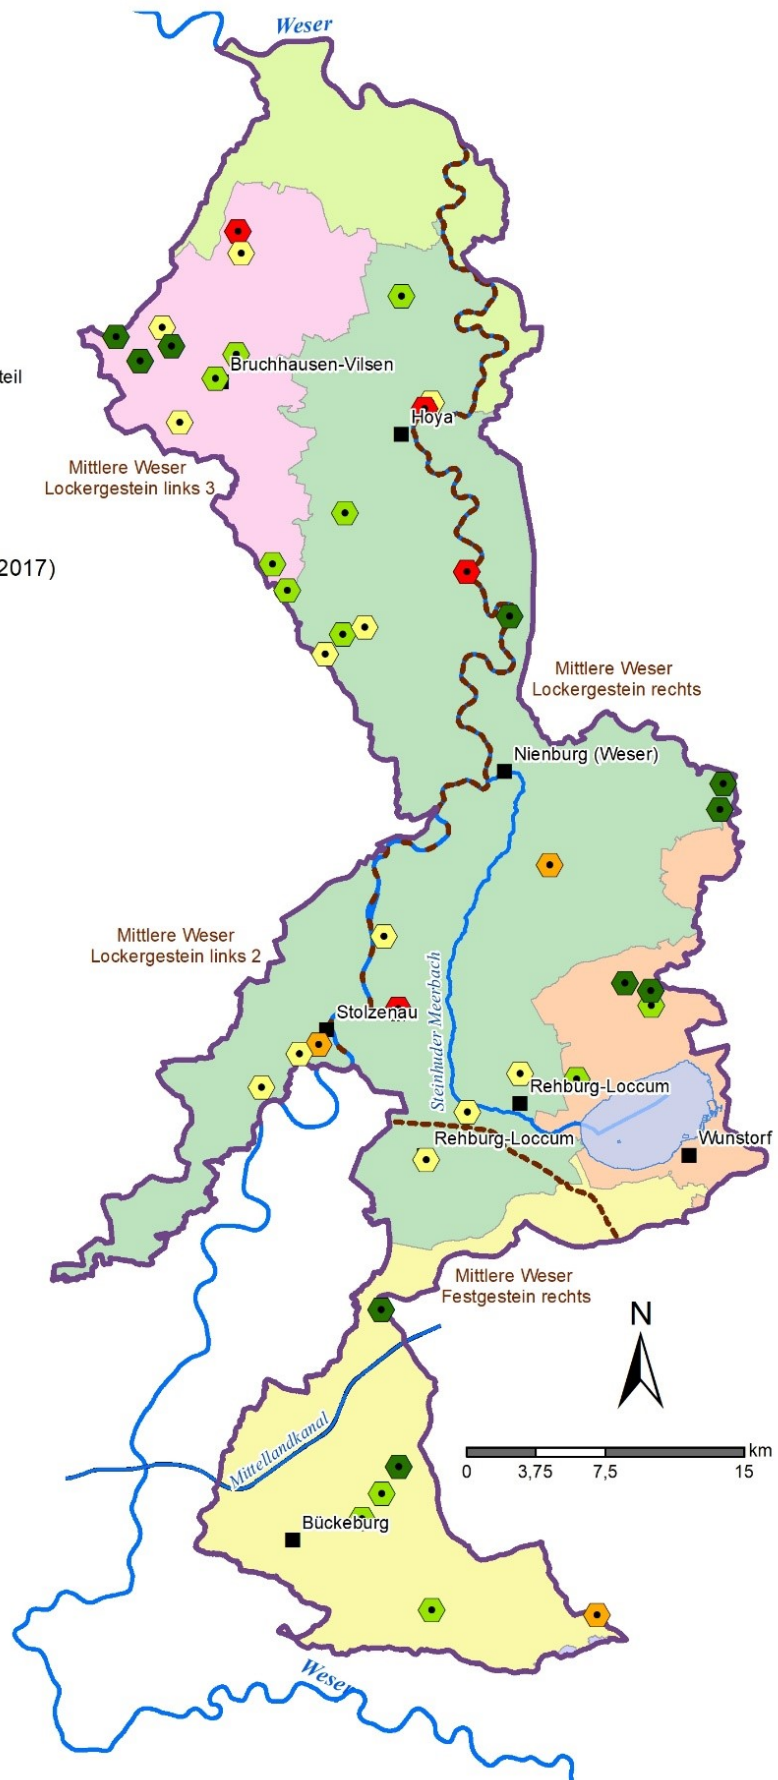 Weser
teil
Bruchhausen-Vilsen
Hoya
Mittlere Weser
Lockergestein links 3
2017)
Mittlere Weser
Lockergestein rechts
Nienburg (Weser)
Mittlere Weser
Lockergestein links 2
Steinhuder Meerbach
Stolzenau
Rehburg-Loccum
Rehburg-Loccum
Wunstorf
Mittlere Weser
Festgestein rechts
N
Mittellandkanal
km
0 3,75 7,5 15
Bückeburg
Weser